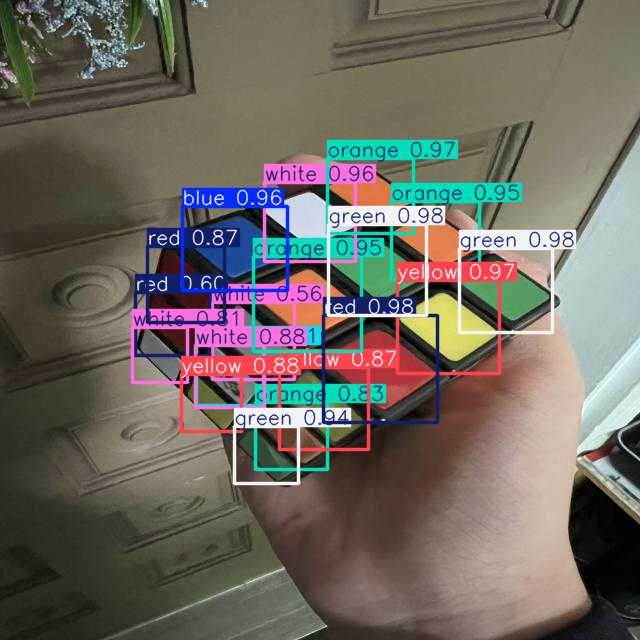 orange 0.97
white 0.96
blue 0.96
orange 0.95
green 0.98
red 0.87
green 0.98
orange 0.95
yellow 0.97
red 0.60
white 0.56
red 0.98
white 0.81
white 0.88
yellow 0.88
llow 0.87
orange 0.83
green 0.94